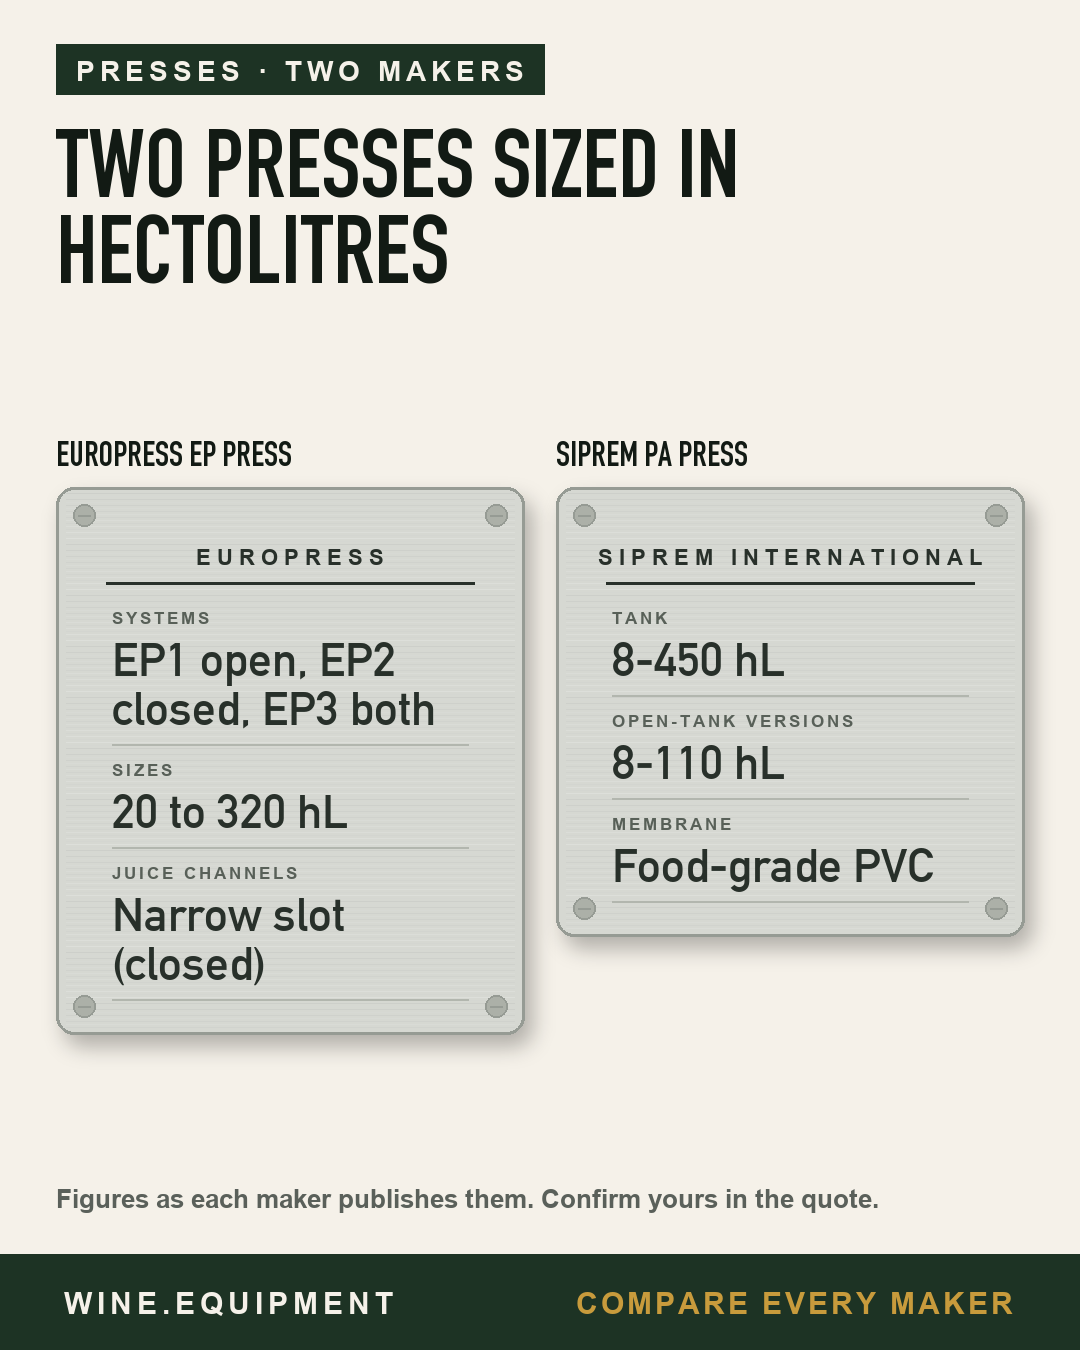 PRESSES · TWO MAKERS
TWO PRESSES SIZED IN
HECTOLITRES
EUROPRESS EP PRESS
EUROPRESS
SYSTEMS
EP1 open, EP2
closed, EP3 both
SIZES
20 to 320 hL
JUICE CHANNELS
Narrow slot
(closed)
SIPREM PA PRESS
SIPREM INTERNATIONAL
TANK
8-450 hL
OPEN-TANK VERSIONS
8-110 hL
MEMBRANE
Food-grade PVC
Figures as each maker publishes them. Confirm yours in the quote.
WINE.EQUIPMENT
COMPARE EVERY MAKER